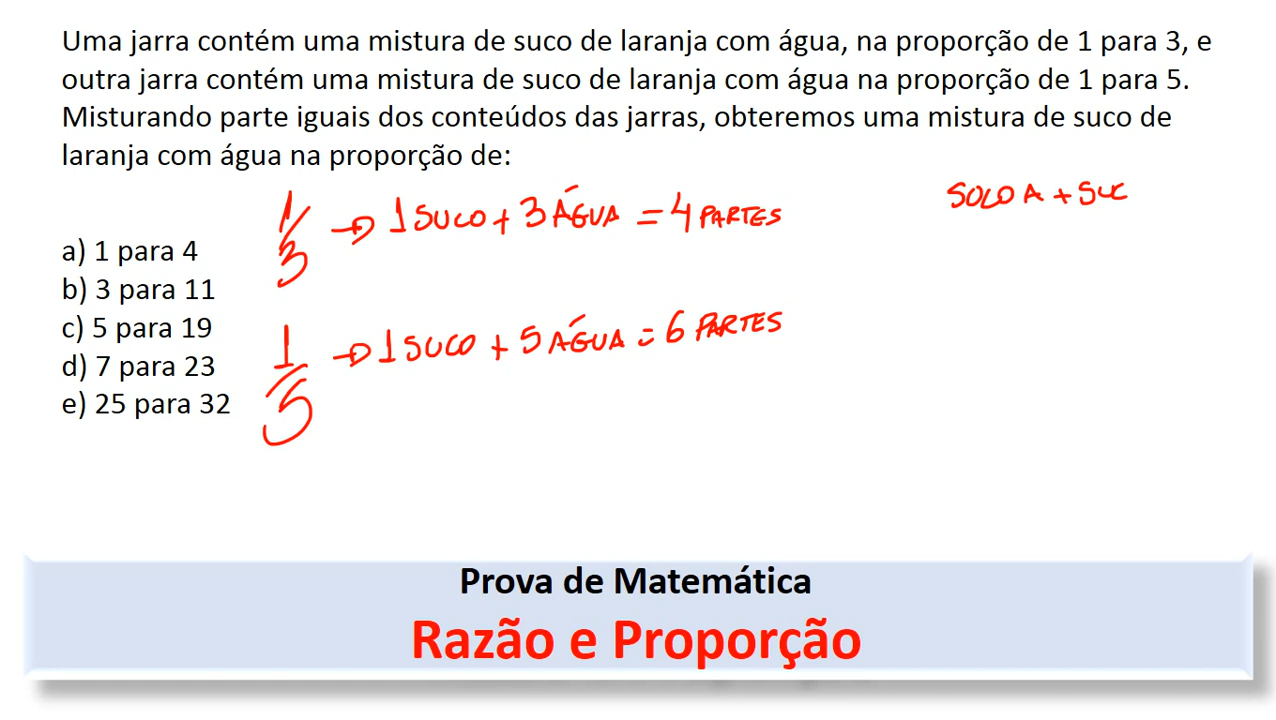 Uma jarra contém uma mistura de suco de laranja com água, na proporção de 1 para 3, e
outra jarra contém uma mistura de suco de laranja com água na proporção de 1 para 5.
Misturando parte iguais dos conteúdos das jarras, obteremos uma mistura de suco de
laranja com água na proporção de:
SOLO A + SUC
1/3 → 1 SUCO + 3 ÁGUA = 4 PARTES
a) 1 para 4
b) 3 para 11
c) 5 para 19
1/5 → 1 SUCO + 5 ÁGUA = 6 PARTES
d) 7 para 23
e) 25 para 32
Prova de Matemática
Razão e Proporção